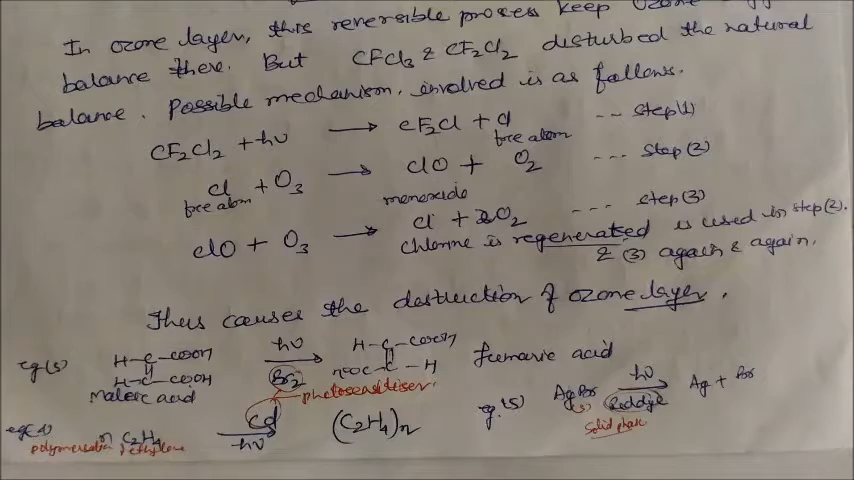 In ozone layer, this reversible process keep ozone
balance there. But CFCl3 & CF2Cl2 disturbed the natural
balance. Possible mechanism, involved is as follows.
CF2Cl2 + hν → CF2Cl + Cl ... Step(1)
free atom
Cl + O3 → ClO + O2 ... Step(2)
free atom monoxide
ClO + O3 → Cl + 2O2 ... Step(3)
Chlorine is regenerated is used in step(2).
& (3) again & again.
Thus causes the destruction of ozone layer.
eg(3) H-C-COOH hν → H-C-COOH Fumaric acid
H-C-COOH Br2 HOOC-C-H
Maleic acid photosensitiser.
eg.(5) AgBr(s) hν → Ag + Br
Red dye
Solid phase
n C2H4 Cd → (C2H4)n
hν
polymerisation ethylene